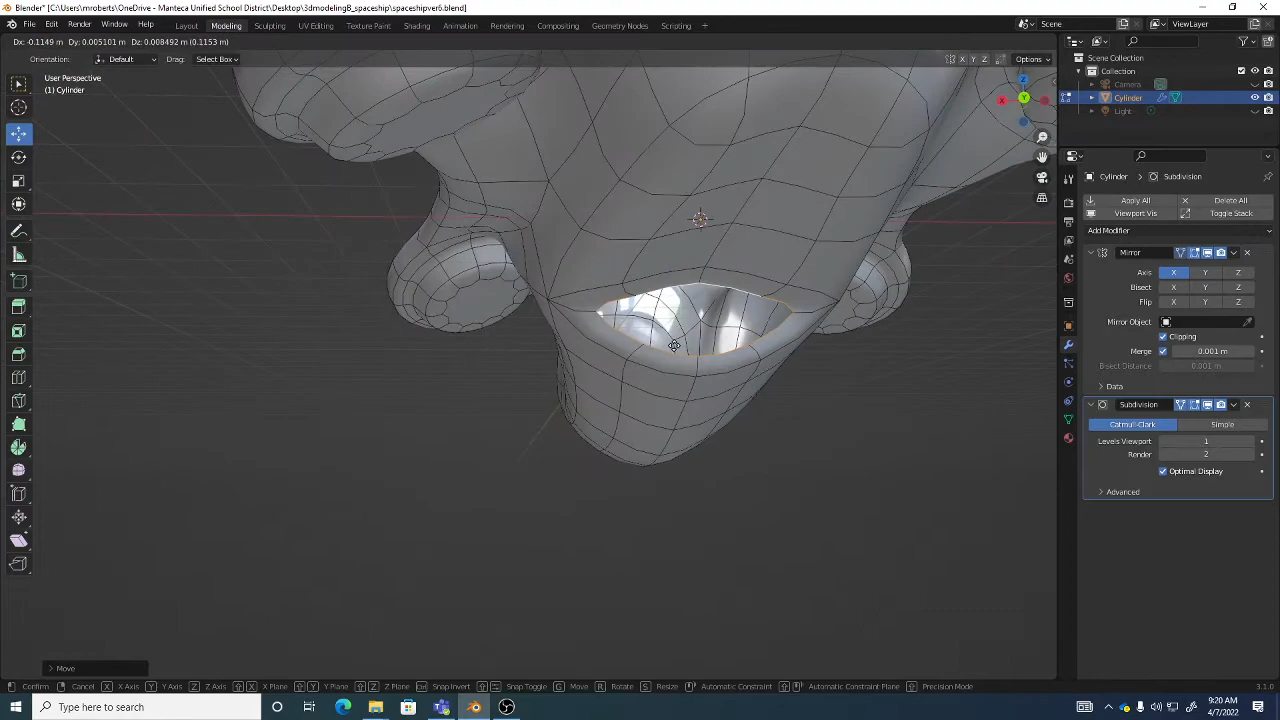 Blender* [C:\Users\mroberts\OneDrive - Manteca Unified School District\Desktop\3dmodelingB_spaceship\spaceshipver6.blend]
File Edit Render Window Help Layout Modeling Sculpting UV Editing Texture Paint Shading Animation Rendering Compositing Geometry Nodes Scripting + Scene ViewLayer
Dx: -0.1149 m Dy: 0.005101 m Dz: 0.008492 m (0.1153 m)
Orientation: Default Drag: Select Box X Y Z Options
User Perspective
(1) Cylinder
Z
Y
X
Scene Collection
Collection
Camera
Cylinder
Light
Cylinder > Subdivision
Apply All Delete All
Viewport Vis Toggle Stack
Add Modifier
Mirror
Axis X Y Z
Bisect X Y Z
Flip X Y Z
Mirror Object
Clipping
Merge 0.001 m
Bisect Distance 0.001 m
Data
Subdivision
Catmull-Clark Simple
Levels Viewport 1
Render 2
Optimal Display
Advanced
> Move
Confirm Cancel X X Axis Y Y Axis Z Z Axis X X Plane Y Y Plane Z Z Plane Snap Invert Snap Toggle G Move R Rotate S Resize Automatic Constraint Automatic Constraint Plane Precision Mode 3.1.0
Type here to search
9:20 AM
4/7/2022